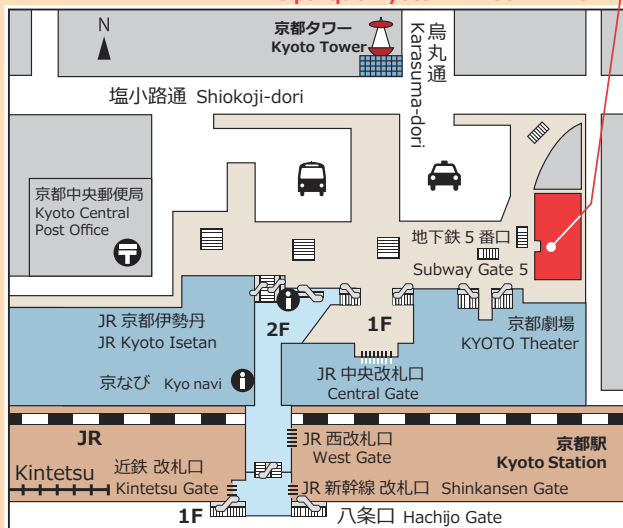 N
京都タワー
Kyoto Tower
烏丸通
Karasuma-dori
塩小路通 Shiokoji-dori
京都中央郵便局
Kyoto Central
Post Office
地下鉄5番口
Subway Gate 5
JR 京都伊勢丹
JR Kyoto Isetan
2F
1F
京都劇場
KYOTO Theater
京なび Kyo navi
JR 中央改札口
Central Gate
JR
JR 西改札口
West Gate
京都駅
Kyoto Station
Kintetsu
近鉄 改札口
Kintetsu Gate
JR 新幹線 改札口 Shinkansen Gate
1F
八条口 Hachijo Gate